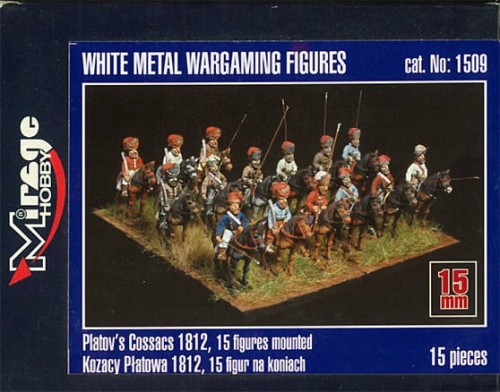 WHITE METAL WARGAMING FIGURES cat. No: 1509
Mirage®
HOBBY
15
mm
Platov's Cossacs 1812, 15 figures mounted
Kozacy Płatowa 1812, 15 figur na koniach 15 pieces